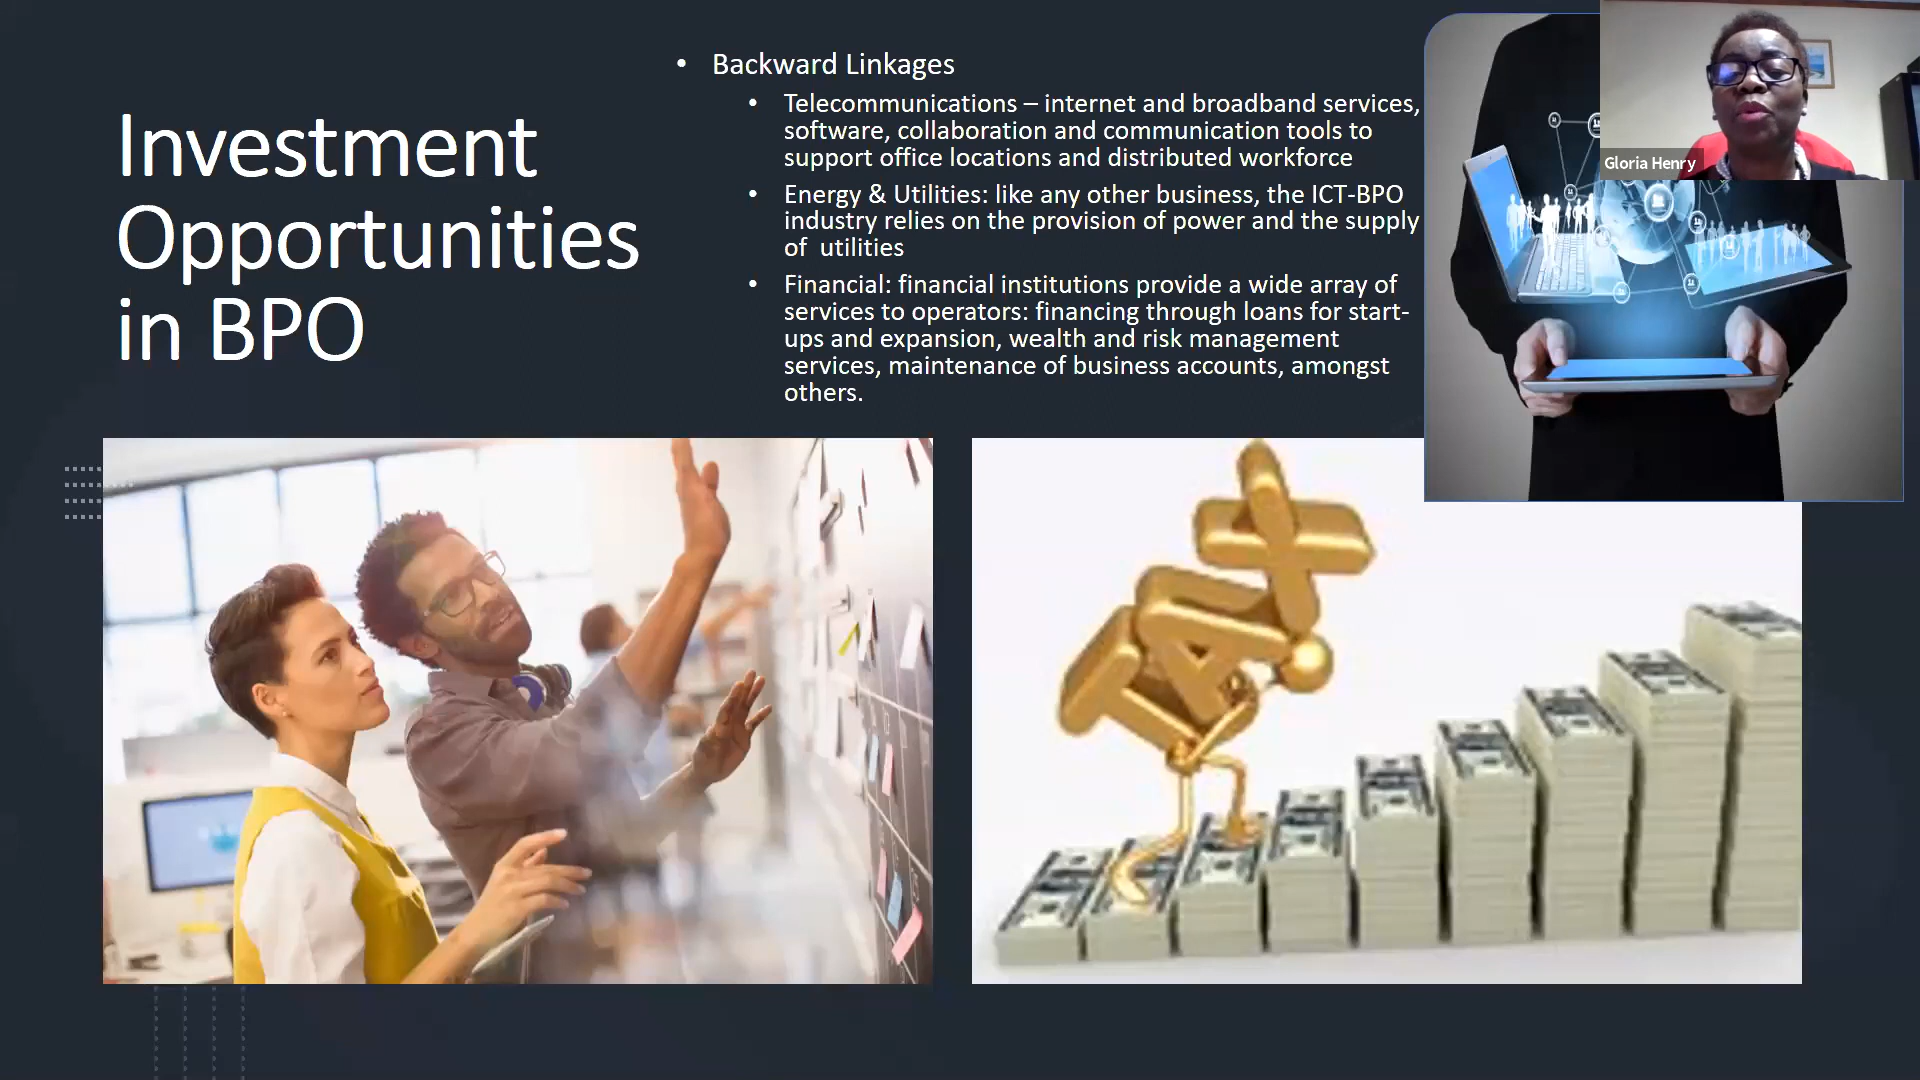 Investment
Opportunities
in BPO
• Backward Linkages
• Telecommunications – internet and broadband services,
software, collaboration and communication tools to
support office locations and distributed workforce
• Energy & Utilities: like any other business, the ICT-BPO
industry relies on the provision of power and the supply
of utilities
• Financial: financial institutions provide a wide array of
services to operators: financing through loans for start-
ups and expansion, wealth and risk management
services, maintenance of business accounts, amongst
others.
Gloria Henry